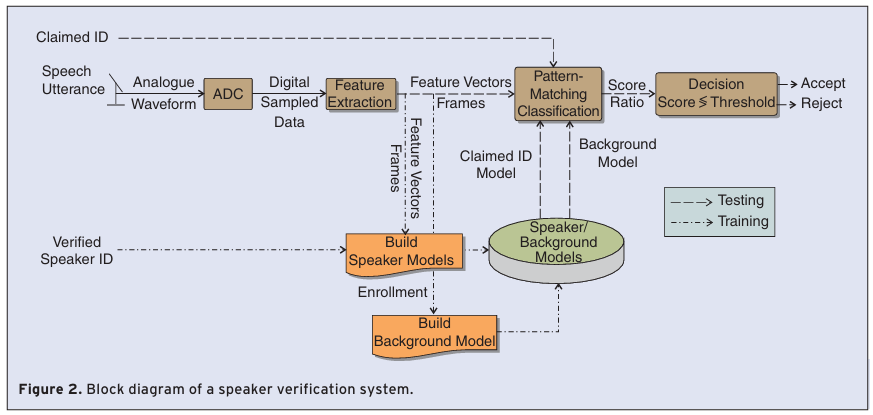 Claimed ID
Speech
Utterance
Analogue
Waveform
ADC
Digital
Sampled
Data
Feature
Extraction
Feature Vectors
Frames
Pattern-
Matching
Classification
Score
Ratio
Decision
Score ≶ Threshold
Accept
Reject
Feature Vectors
Frames
Claimed ID
Model
Background
Model
Testing
Training
Verified
Speaker ID
Build
Speaker Models
Speaker/
Background
Models
Enrollment
Build
Background Model
Figure 2. Block diagram of a speaker verification system.